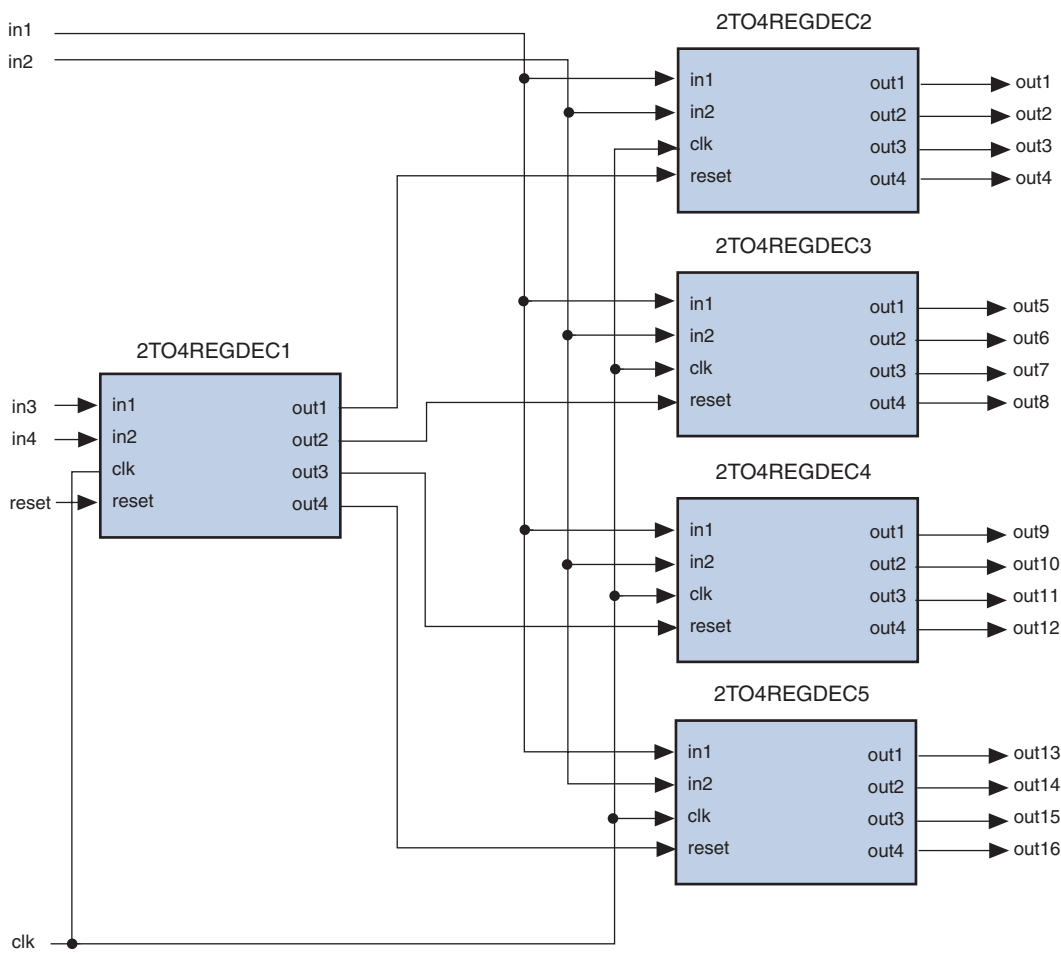 in1
in2
2TO4REGDEC2
in1
in2
clk
reset
out1
out2
out3
out4
out1
out2
out3
out4
2TO4REGDEC3
in1
in2
clk
reset
out1
out2
out3
out4
out5
out6
out7
out8
2TO4REGDEC1
in3
in4
reset
in1
in2
clk
reset
out1
out2
out3
out4
2TO4REGDEC4
in1
in2
clk
reset
out1
out2
out3
out4
out9
out10
out11
out12
2TO4REGDEC5
in1
in2
clk
reset
out1
out2
out3
out4
out13
out14
out15
out16
clk